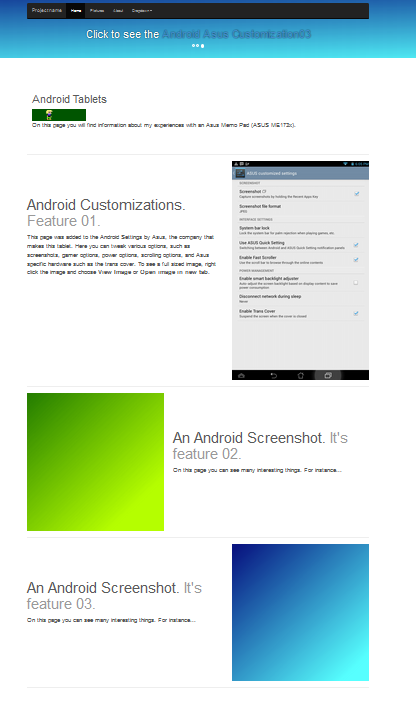 Project name Home Pictures About Dropdown
Click to see the Android Asus Customization03
Android Tablets
On this page you will find information about my experiences with an Asus Memo Pad (ASUS ME173x).
Android Customizations.
Feature 01.
This page was added to the Android Settings by Asus, the company that
makes this tablet. Here you can tweak various options, such as
screenshots, gamer options, power options, scrolling options, and Asus
specific hardware such as the trans cover. To see a full sized image, right
click the image and choose View Image or Open image in new tab.
ASUS customized settings
SCREENSHOT
Screenshot
Capture screenshots by holding the Recent Apps Key
Screenshot file format
JPEG
INTERFACE SETTINGS
System bar lock
Lock the system bar for palm rejection when playing games, etc.
Use ASUS Quick Setting
Switching between Android and ASUS Quick Setting notification panels
Enable Fast Scroller
Use the scroll bar to browse through the online contents
POWER MANAGEMENT
Enable smart backlight adjuster
Auto adjust the screen backlight based on display content to save
power consumption
Disconnect network during sleep
Never
Enable Trans Cover
Suspend the screen when the cover is closed
An Android Screenshot. It's
feature 02.
On this page you can see many interesting things. For instance...
An Android Screenshot. It's
feature 03.
On this page you can see many interesting things. For instance...